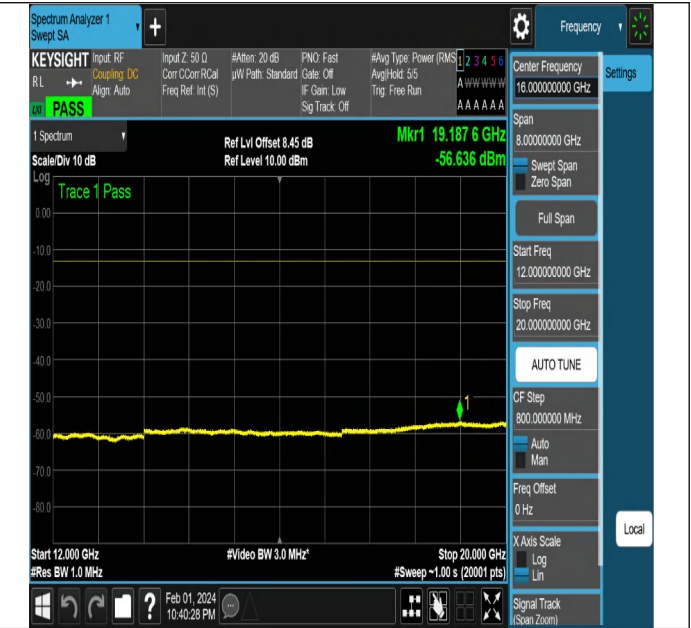 Spectrum Analyzer 1
Swept SA
+
Frequency
KEYSIGHT
Input: RF
Coupling: DC
Align: Auto
Input Z: 50 Ω
Corr CCorr RCal
Freq Ref: Int (S)
#Atten: 20 dB
µW Path: Standard
PNO: Fast
Gate: Off
IF Gain: Low
Sig Track: Off
#Avg Type: Power (RMS
Avg|Hold: 5/5
Trig: Free Run
1 2 3 4 5 6
A W W W W W
A A A A A A
R L
LXI
PASS
1 Spectrum
Scale/Div 10 dB
Ref Lvl Offset 8.45 dB
Ref Level 10.00 dBm
Mkr1 19.187 6 GHz
-56.636 dBm
Log
Trace 1 Pass
0.00
-10.0
-20.0
-30.0
-40.0
-50.0
-60.0
-70.0
-80.0
1
Start 12.000 GHz
#Res BW 1.0 MHz
#Video BW 3.0 MHz*
Stop 20.000 GHz
#Sweep ~1.00 s (20001 pts)
?
Feb 01, 2024
10:40:28 PM
Center Frequency
16.000000000 GHz
Settings
Span
8.00000000 GHz
Swept Span
Zero Span
Full Span
Start Freq
12.000000000 GHz
Stop Freq
20.000000000 GHz
AUTO TUNE
CF Step
800.000000 MHz
Auto
Man
Freq Offset
0 Hz
X Axis Scale
Log
Lin
Local
Signal Track
(Span Zoom)